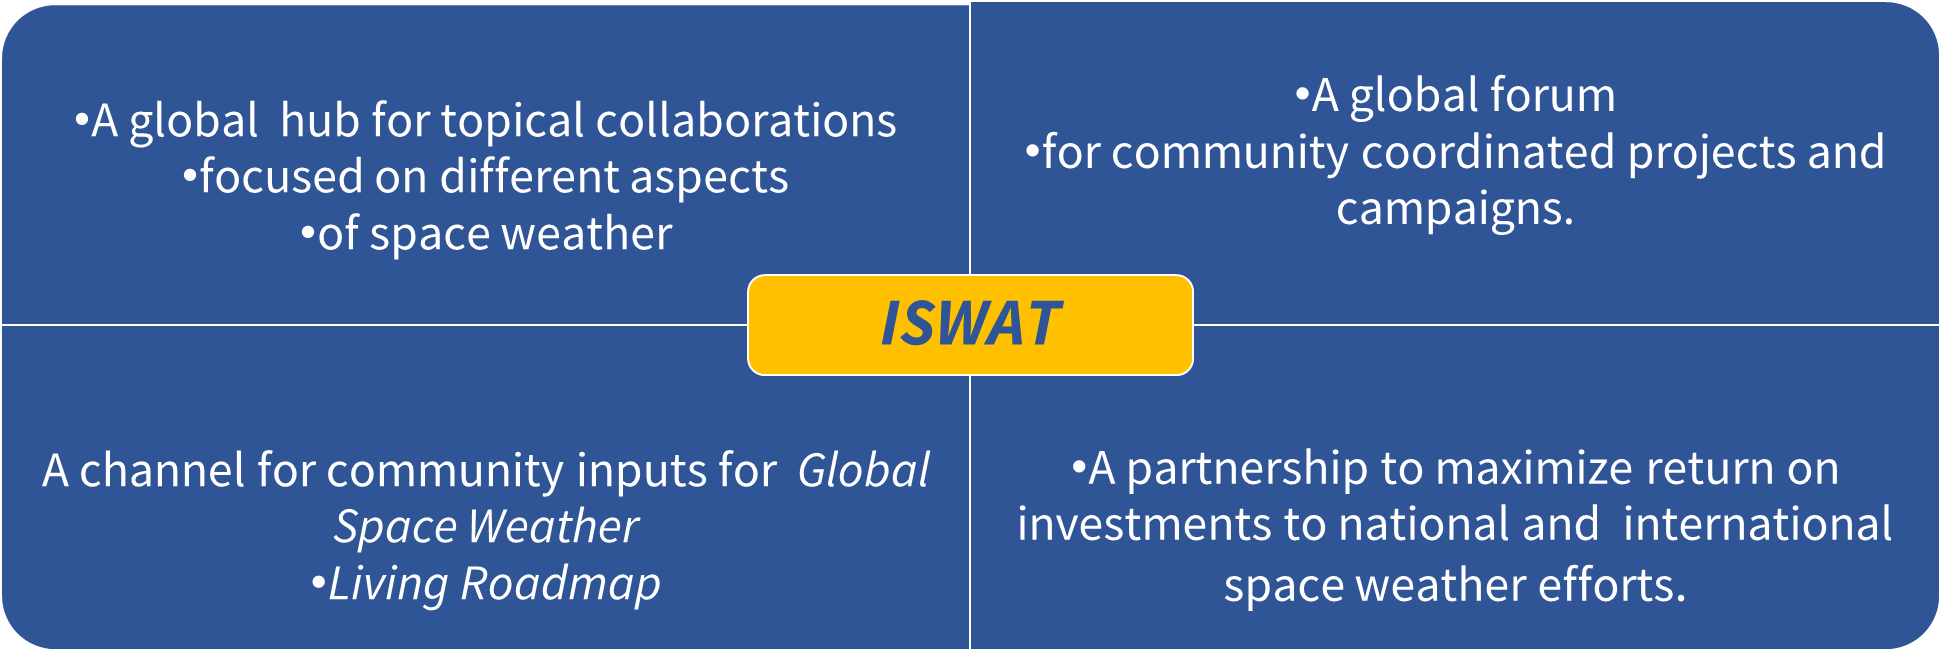 •A global  hub for topical collaborations
•focused on different aspects
•of space weather
•A global forum
•for community coordinated projects and
campaigns.
ISWAT
A channel for community inputs for  Global
Space Weather
•Living Roadmap
•A partnership to maximize return on
investments to national and  international
space weather efforts.